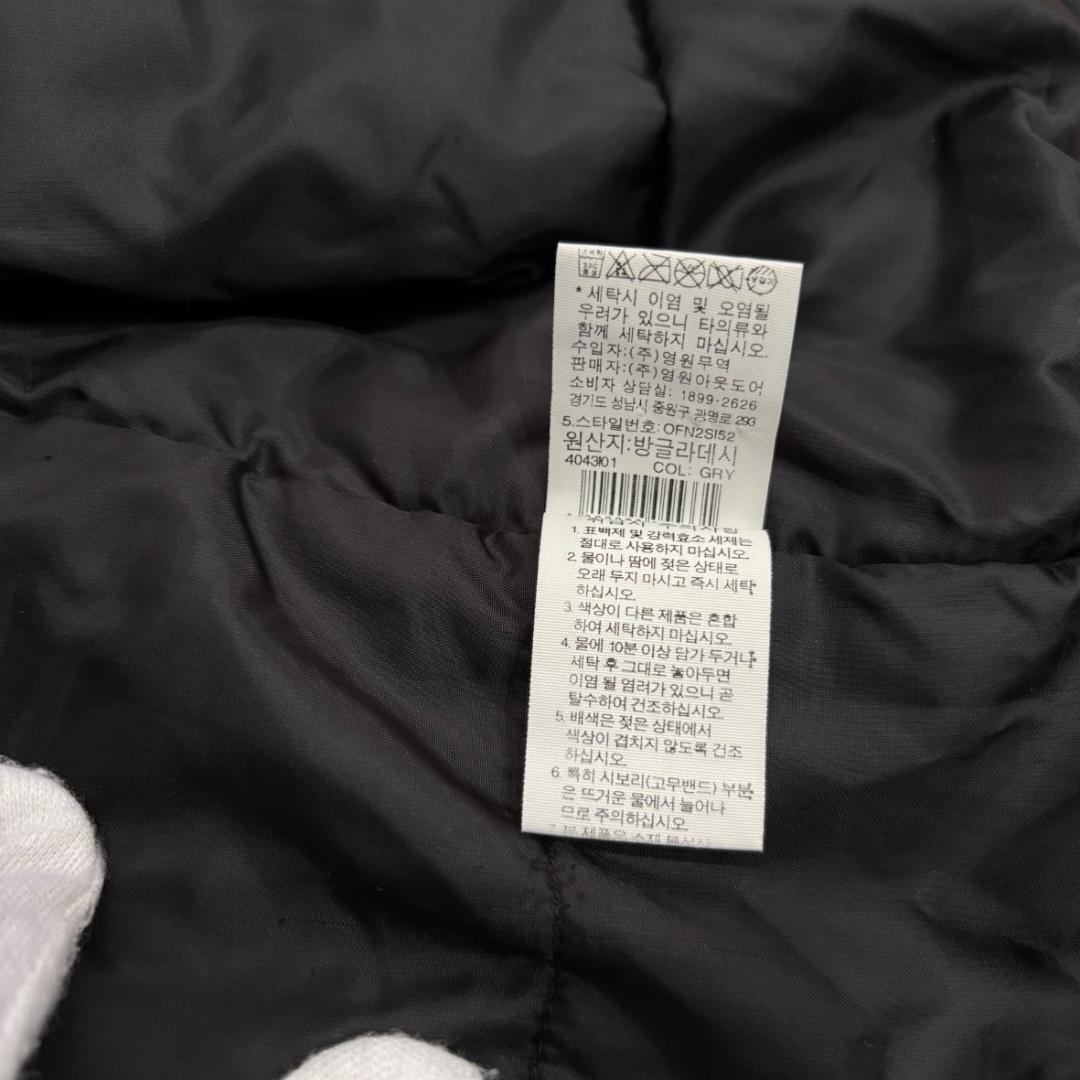 * 세탁시 이염 및 오염될
우려가 있으니 타의류와
함께 세탁하지 마십시오.
수입자:(주)영원무역
판매자:(주)영원아웃도어
소비자 상담실: 1899-2626
경기도 성남시 중원구 광명로 293
5.스타일번호:OFN2SI52
원산지:방글라데시
404301 COL: GRY
1. 표백제 및 강력효소 세제는
절대로 사용하지 마십시오.
2. 물이나 땀에 젖은 상태로
오래 두지 마시고 즉시 세탁
하십시오.
3. 색상이 다른 제품은 혼합
하여 세탁하지 마십시오.
4. 물에 10분 이상 담가 두거나
세탁 후 그대로 놓아두면
이염 될 염려가 있으니 곧
탈수하여 건조하십시오.
5. 배색은 젖은 상태에서
색상이 겹치지 않도록 건조
하십시오.
6. 특히 시보리(고무밴드) 부분
은 뜨거운 물에서 늘어나
므로 주의하십시오.